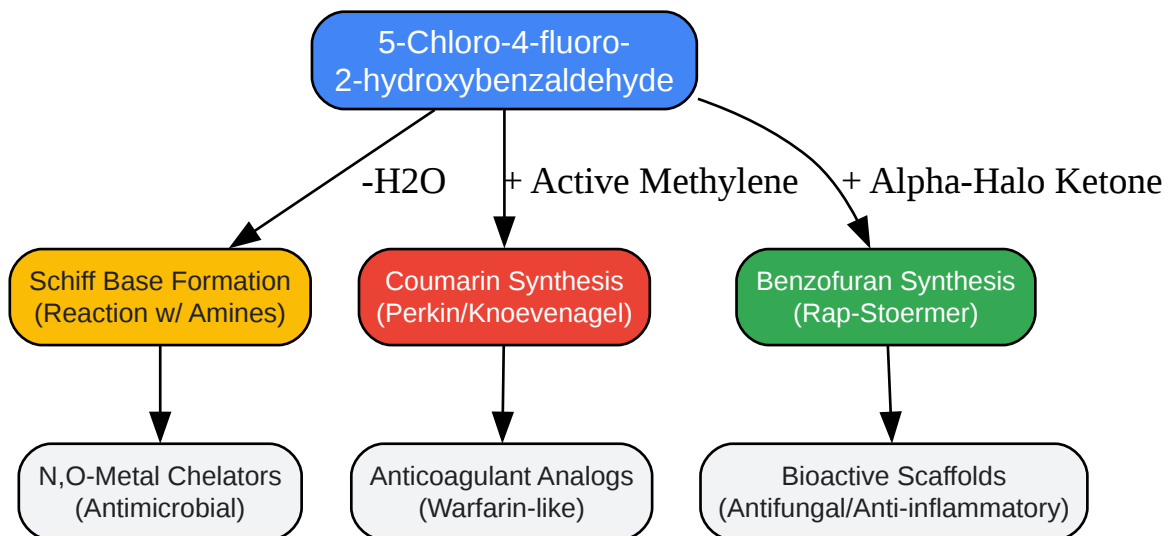 5-Chloro-4-fluoro-
2-hydroxybenzaldehyde
-H2O
+ Active Methylene
+ Alpha-Halo Ketone
Schiff Base Formation
(Reaction w/ Amines)
Coumarin Synthesis
(Perkin/Knoevenagel)
Benzofuran Synthesis
(Rap-Stoermer)
N,O-Metal Chelators
(Antimicrobial)
Anticoagulant Analogs
(Warfarin-like)
Bioactive Scaffolds
(Antifungal/Anti-inflammatory)